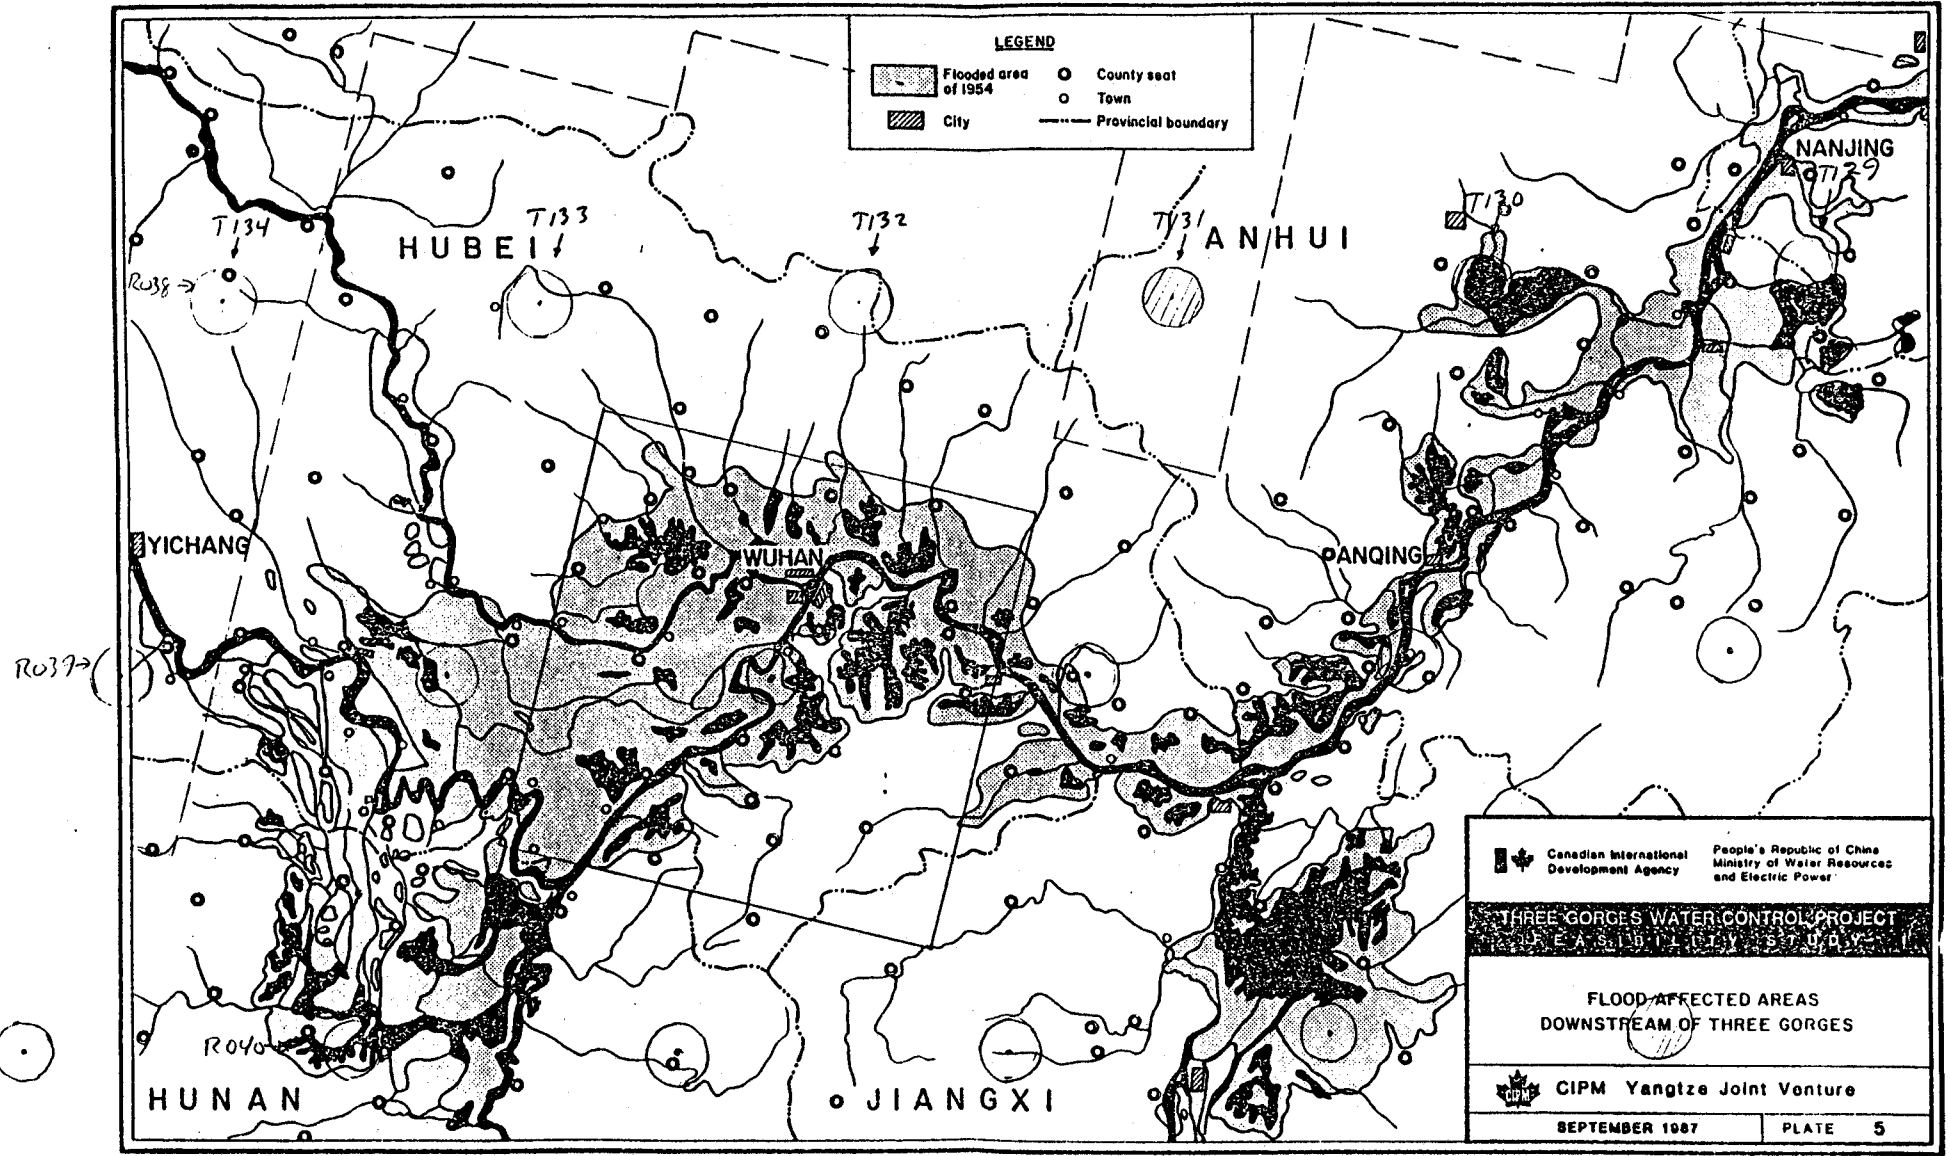 LEGEND
Flooded area
of 1954
County seat
Town
City
Provincial boundary
NANJING
T129
T130
T131
T132
T133
T134
HUBEI
ANHUI
R038
YICHANG
WUHAN
ANQING
R039
R040
HUNAN
JIANGXI
Canadian International
Development Agency
People's Republic of China
Ministry of Water Resources
and Electric Power
THREE GORGES WATER CONTROL PROJECT
FEASIBILITY STUDY
FLOOD AFFECTED AREAS
DOWNSTREAM OF THREE GORGES
CIPM
CIPM Yangtze Joint Venture
SEPTEMBER 1987
PLATE 5